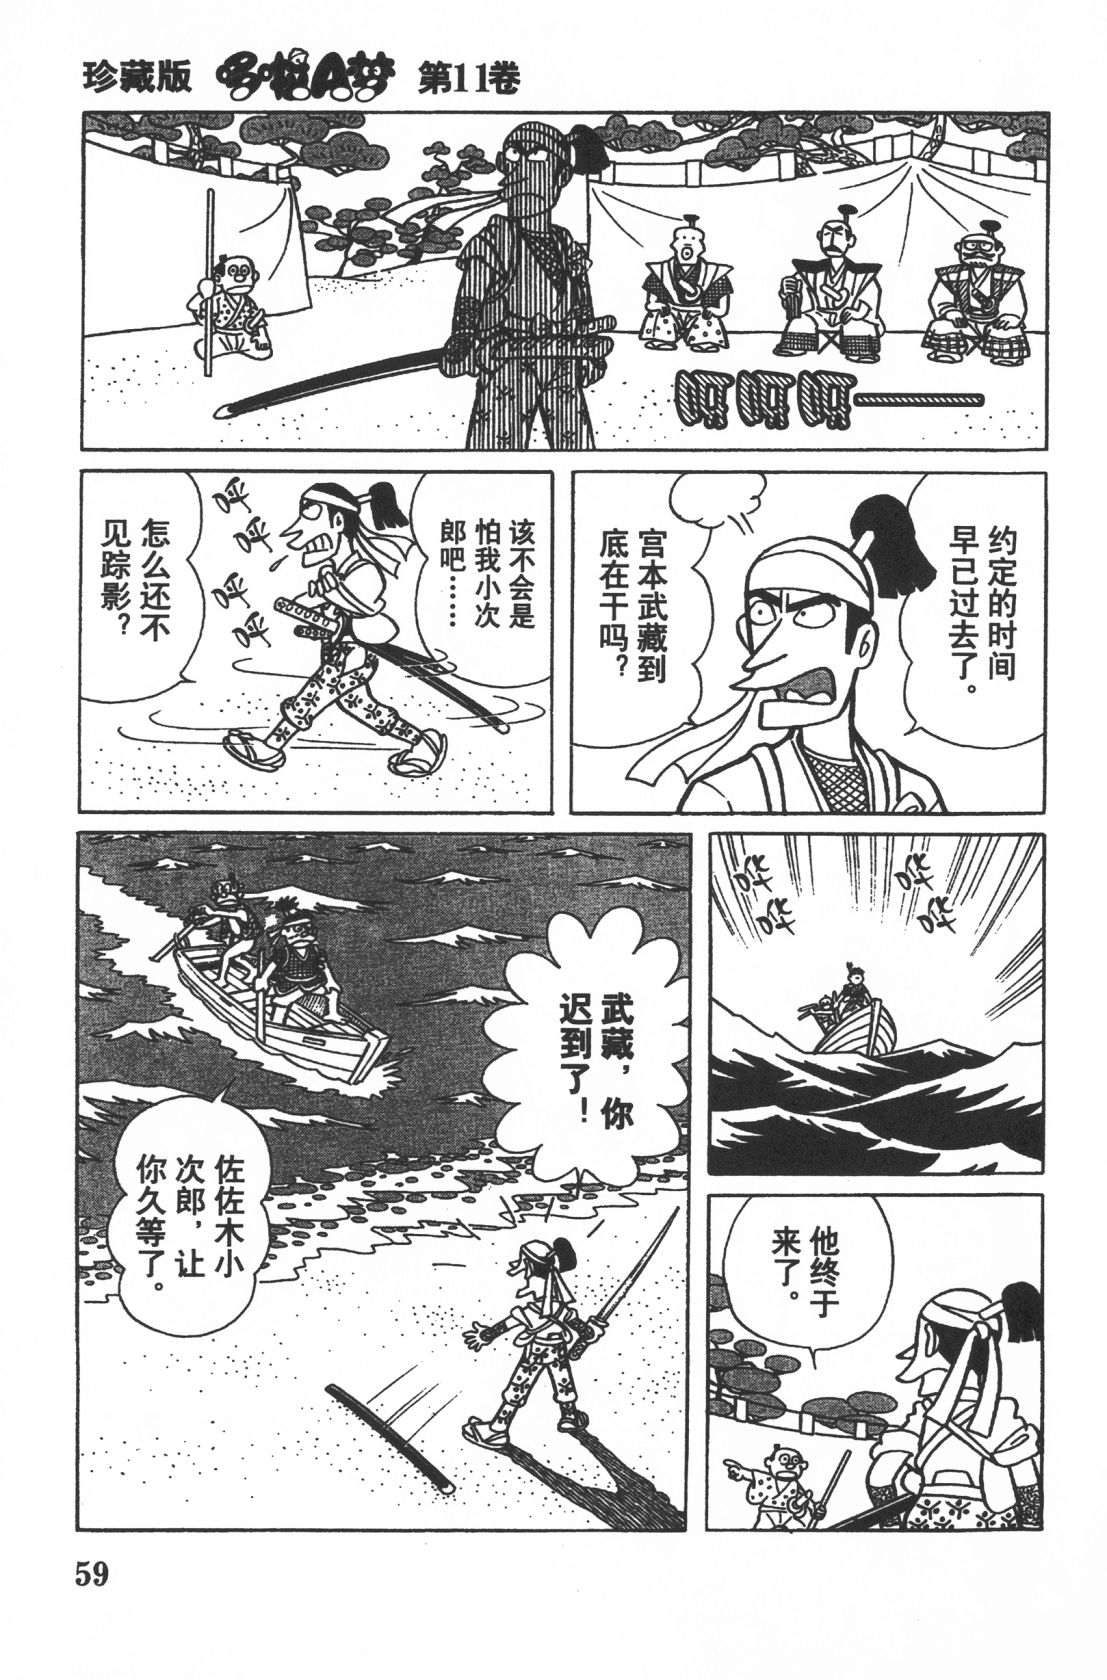 珍藏版 哆啦A梦 第11卷
呀呀呀——
约定的时间
早已过去了。
宫本武藏到
底在干吗？
该不会是
怕我小次
郎吧……
怎么还不
见踪影？
呼
呼
呼
呼
哗
哗
哗
哗
他终于
来了。
武藏，你
迟到了！
佐佐木小
次郎，让
你久等了。
59